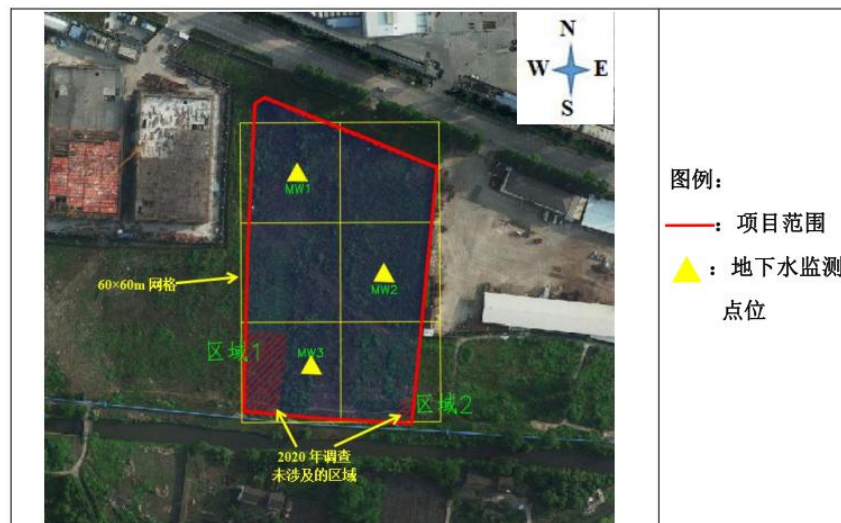 N
W E
S
MW1
60×60m 网格
MW2
区域1
MW3
区域2
2020 年调查
未涉及的区域
图例：
：项目范围
：地下水监测
点位